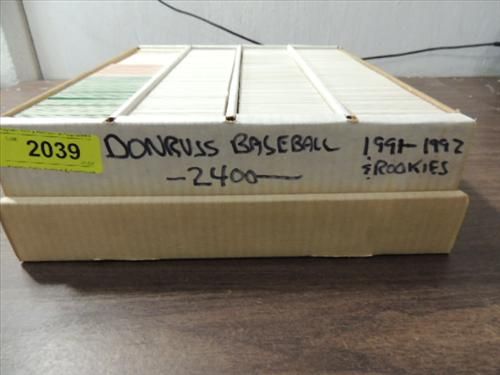 2039
DONRUSS BASEBALL 1991-1992
-2400- & ROOKIES